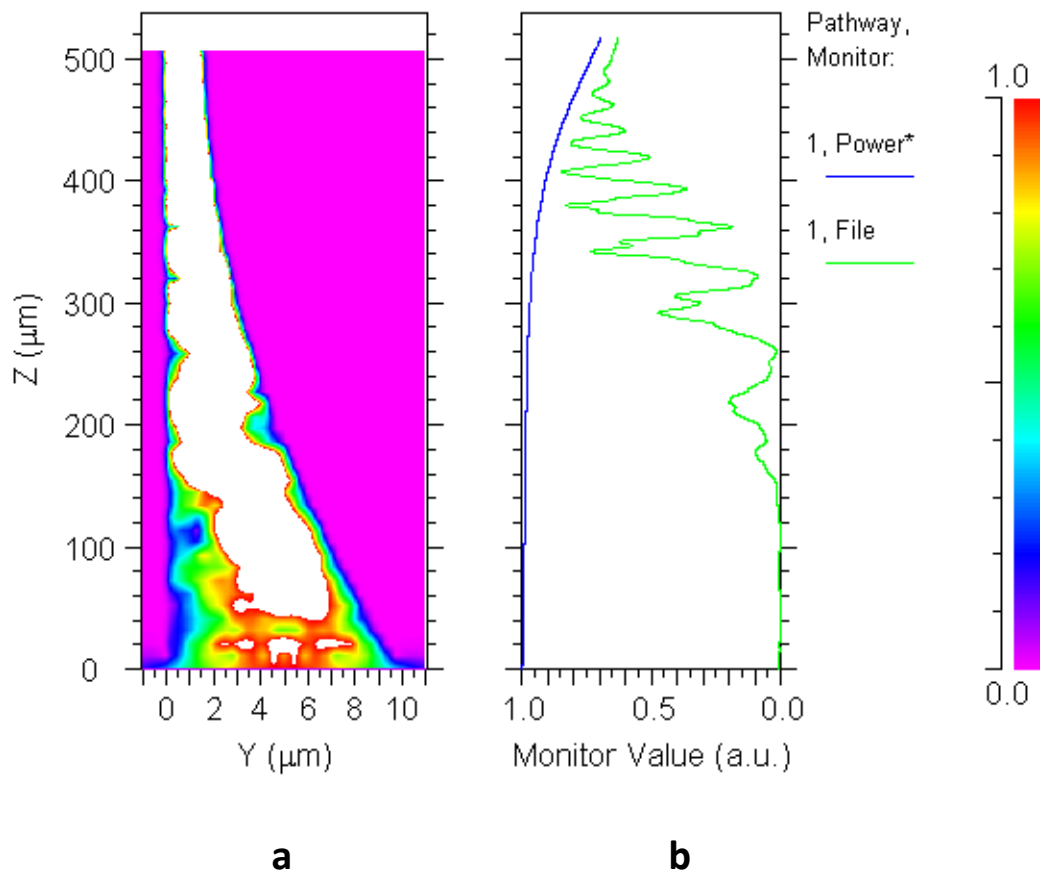 500
400
300
200
100
0
Z (μm)
0 2 4 6 8 10
Y (μm)
1.0 0.5 0.0
Monitor Value (a.u.)
Pathway,
Monitor:
1, Power*
1, File
1.0
0.0
a
b